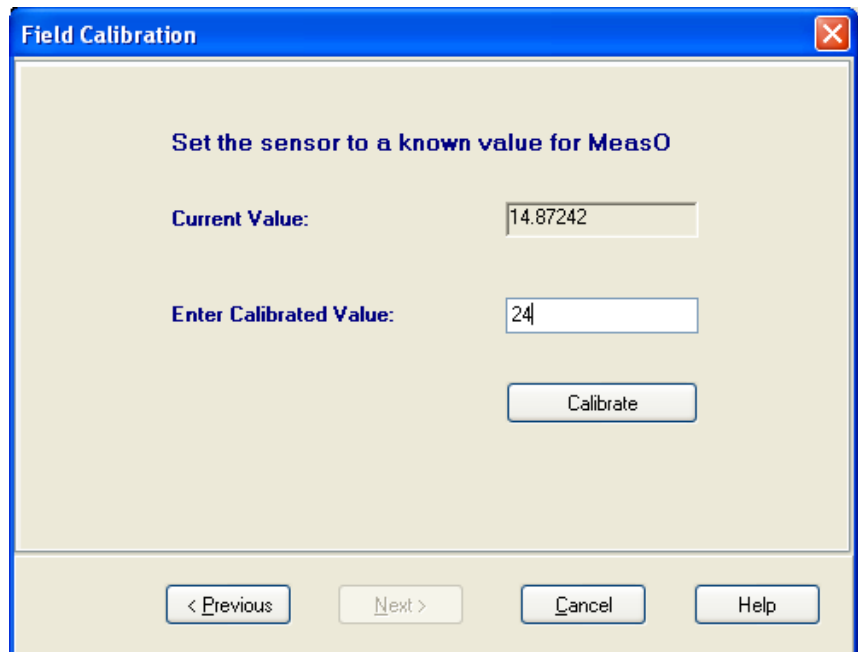 Field Calibration
Set the sensor to a known value for MeasO
Current Value: 14.87242
Enter Calibrated Value: 24
Calibrate
< Previous Next > Cancel Help